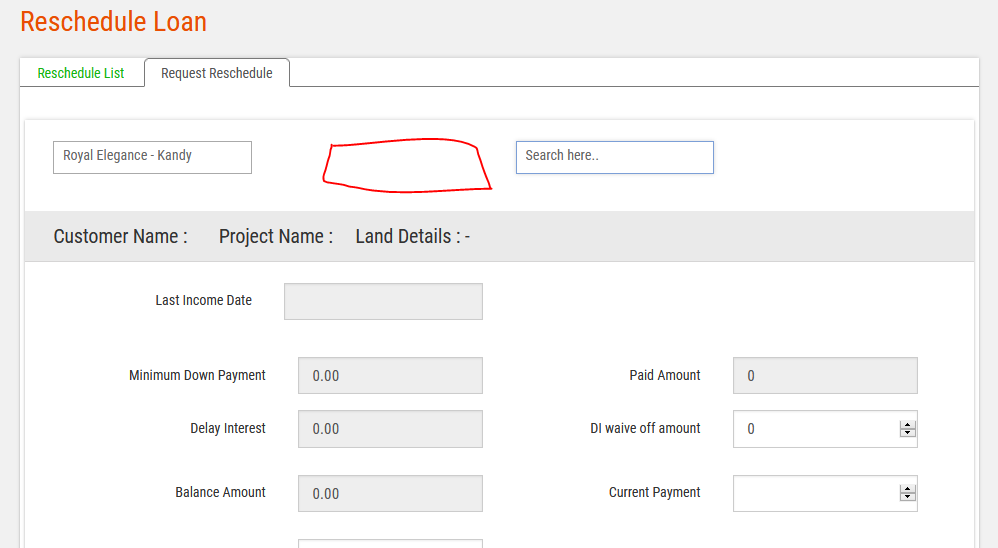 Reschedule Loan
Reschedule List Request Reschedule
Royal Elegance - Kandy Search here..
Customer Name : Project Name : Land Details : -
Last Income Date
Minimum Down Payment 0.00 Paid Amount 0
Delay Interest 0.00 DI waive off amount 0
Balance Amount 0.00 Current Payment